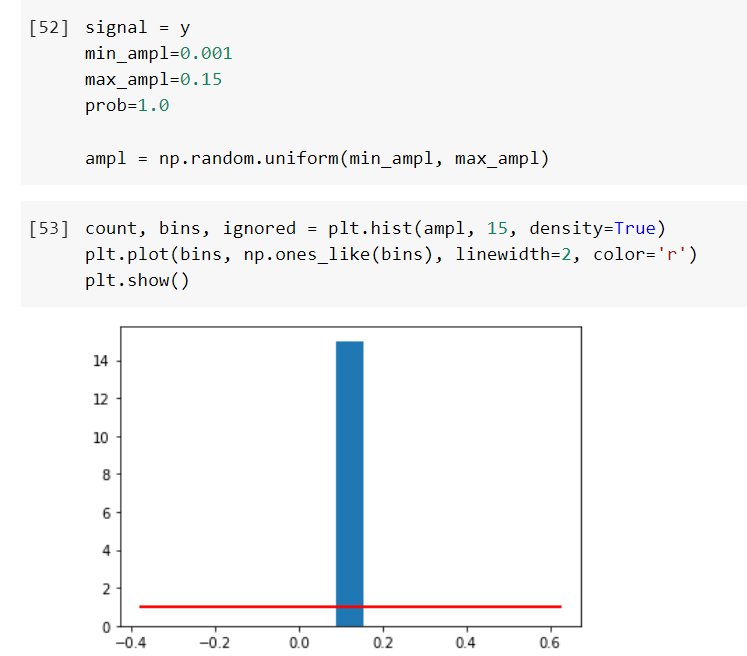 [52] signal = y
min_ampl=0.001
max_ampl=0.15
prob=1.0
ampl = np.random.uniform(min_ampl, max_ampl)
[53] count, bins, ignored = plt.hist(ampl, 15, density=True)
plt.plot(bins, np.ones_like(bins), linewidth=2, color='r')
plt.show()
14
12
10
8
6
4
2
0
−0.4 −0.2 0.0 0.2 0.4 0.6